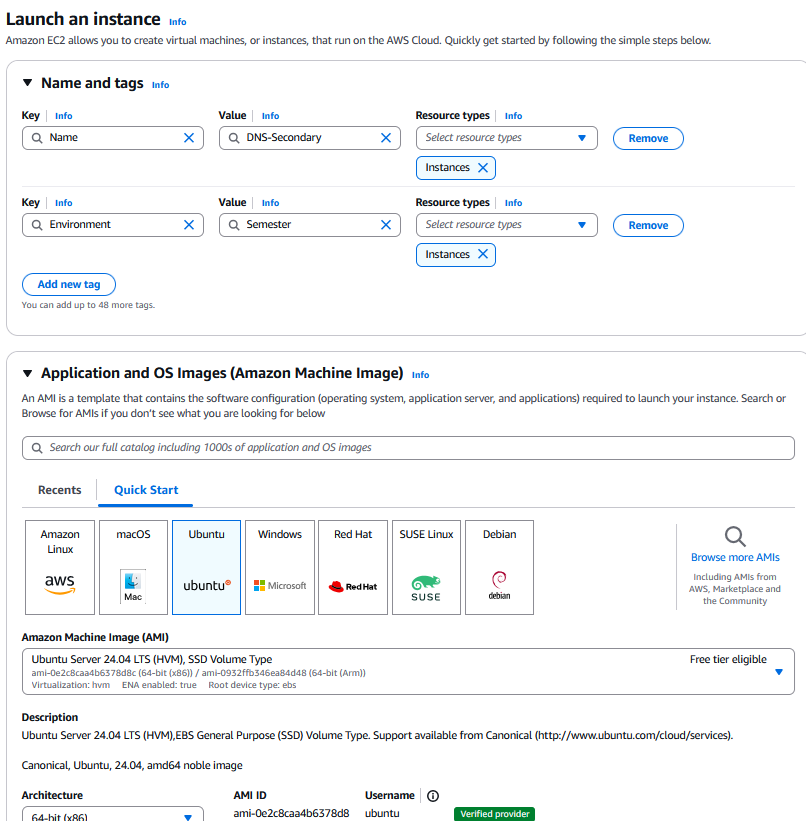 Launch an instance Info
Amazon EC2 allows you to create virtual machines, or instances, that run on the AWS Cloud. Quickly get started by following the simple steps below.
Name and tags Info
Key Info Value Info Resource types Info
Name DNS-Secondary Select resource types Remove
Instances
Key Info Value Info Resource types Info
Environment Semester Select resource types Remove
Instances
Add new tag
You can add up to 48 more tags.
Application and OS Images (Amazon Machine Image) Info
An AMI is a template that contains the software configuration (operating system, application server, and applications) required to launch your instance. Search or
Browse for AMIs if you don't see what you are looking for below
Search our full catalog including 1000s of application and OS images
Recents Quick Start
Amazon
Linux
aws
macOS
Mac
Ubuntu
ubuntu
Windows
Microsoft
Red Hat
Red Hat
SUSE Linux
SUSE
Debian
debian
Browse more AMIs
Including AMIs from
AWS, Marketplace and
the Community
Amazon Machine Image (AMI)
Ubuntu Server 24.04 LTS (HVM), SSD Volume Type Free tier eligible
ami-0e2c8caa4b6378d8c (64-bit (x86)) / ami-0932ffb346ea84d48 (64-bit (Arm))
Virtualization: hvm ENA enabled: true Root device type: ebs
Description
Ubuntu Server 24.04 LTS (HVM),EBS General Purpose (SSD) Volume Type. Support available from Canonical (http://www.ubuntu.com/cloud/services).
Canonical, Ubuntu, 24.04, amd64 noble image
Architecture AMI ID Username
64-bit (x86) ami-0e2c8caa4b6378d8 ubuntu Verified provider